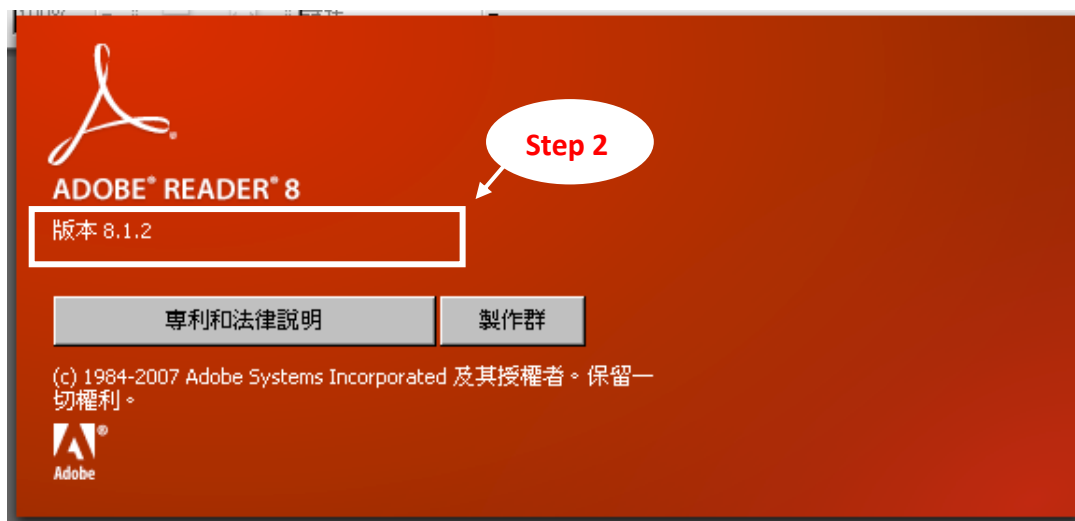 Step 2
ADOBE® READER® 8
版本 8.1.2
專利和法律說明
製作群
(c) 1984-2007 Adobe Systems Incorporated 及其授權者。保留一
切權利。
Adobe